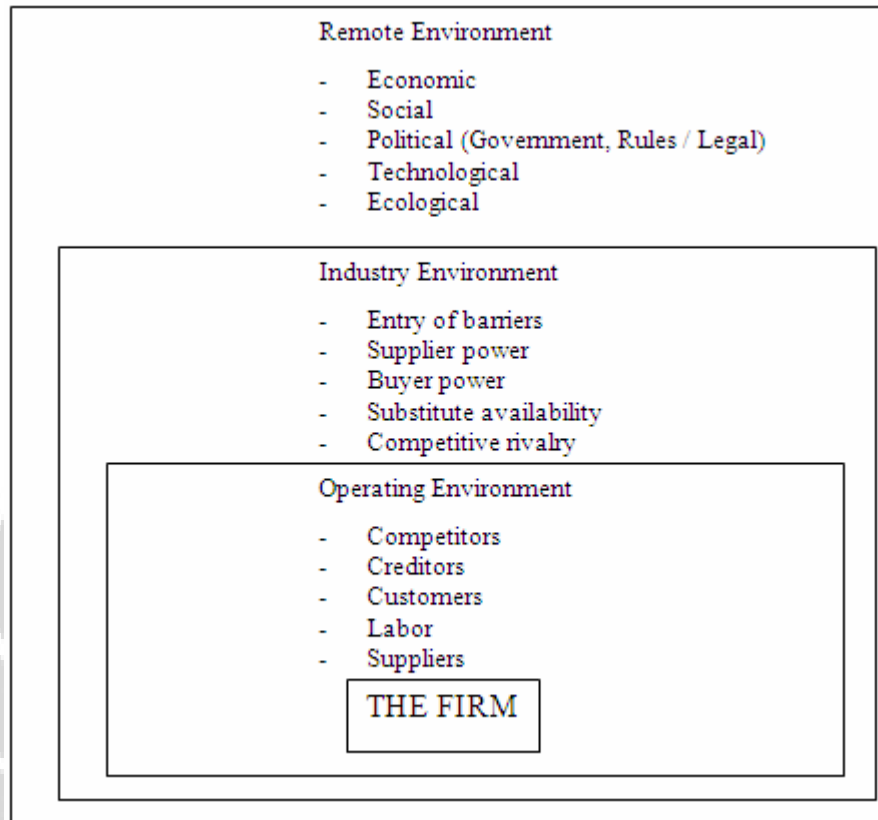 Remote Environment
- Economic
- Social
- Political (Government, Rules / Legal)
- Technological
- Ecological
Industry Environment
- Entry of barriers
- Supplier power
- Buyer power
- Substitute availability
- Competitive rivalry
Operating Environment
- Competitors
- Creditors
- Customers
- Labor
- Suppliers
THE FIRM